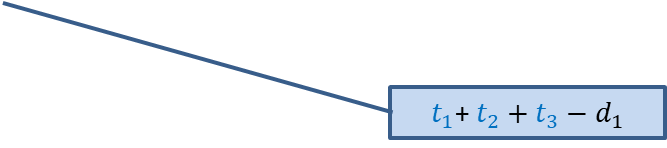 t₁+ t₂ + t₃ − d₁